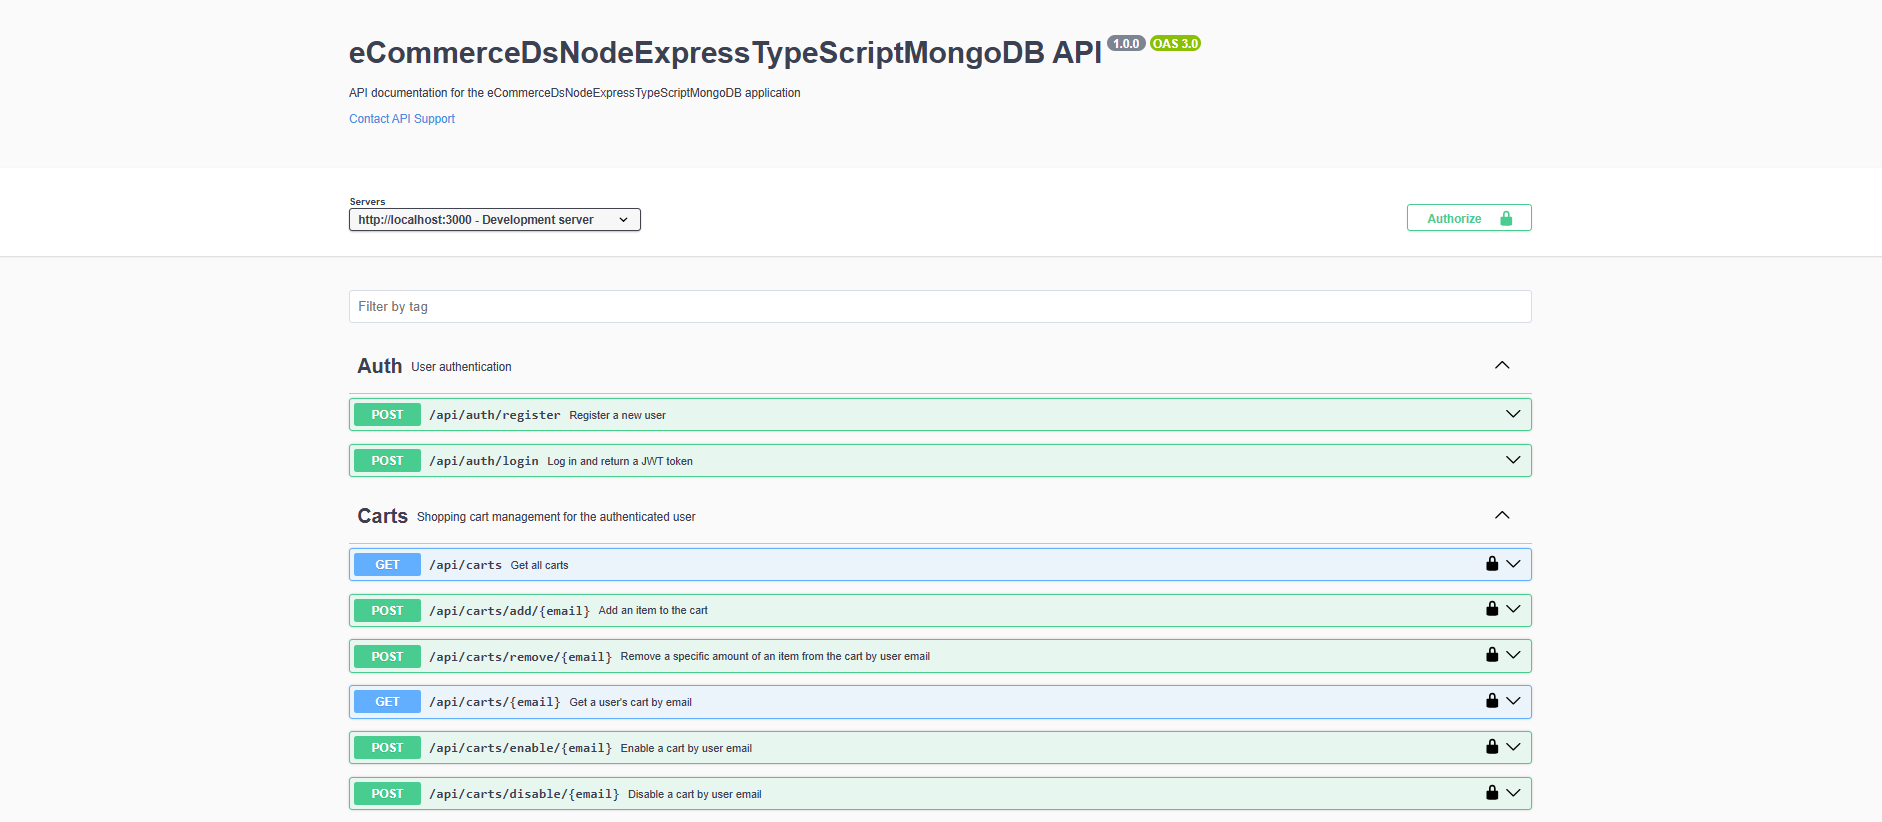 eCommerceDsNodeExpressTypeScriptMongoDB API 1.0.0 OAS 3.0
API documentation for the eCommerceDsNodeExpressTypeScriptMongoDB application
Contact API Support
Servers
http://localhost:3000 - Development server
Authorize
Filter by tag
Auth User authentication
POST /api/auth/register Register a new user
POST /api/auth/login Log in and return a JWT token
Carts Shopping cart management for the authenticated user
GET /api/carts Get all carts
POST /api/carts/add/{email} Add an item to the cart
POST /api/carts/remove/{email} Remove a specific amount of an item from the cart by user email
GET /api/carts/{email} Get a user's cart by email
POST /api/carts/enable/{email} Enable a cart by user email
POST /api/carts/disable/{email} Disable a cart by user email